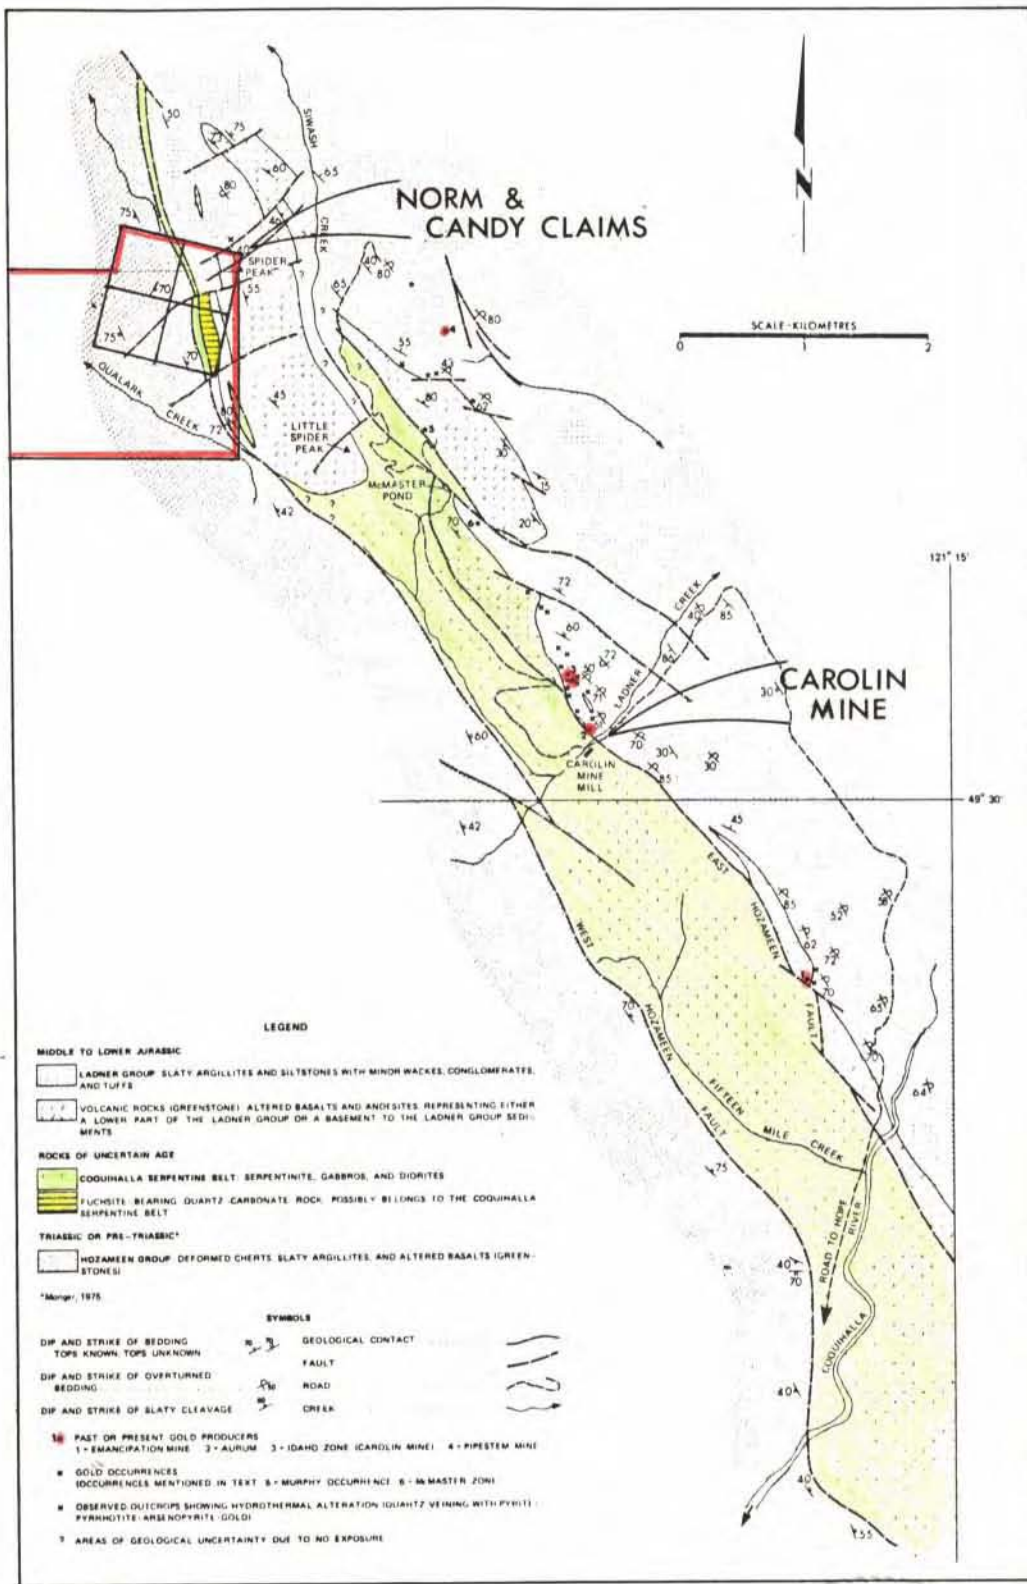 NORM &
CANDY CLAIMS
N
SCALE - KILOMETRES
0 1 2
SIWASH
CREEK
SPIDER
PEAK
QUALARK
CREEK
LITTLE
SPIDER
PEAK
McMASTER
POND
121° 15'
LADNER
CREEK
CAROLIN
MINE
CAROLIN
MINE
MILL
49° 30'
EAST
HOZAMEEN
FAULT
WEST
HOZAMEEN
FAULT
FIFTEEN
MILE
CREEK
ROAD TO HOPE
RIVER
COQUIHALLA
LEGEND
MIDDLE TO LOWER JURASSIC
LADNER GROUP SLATY ARGILLITES AND SILTSTONES WITH MINOR WACKES, CONGLOMERATES,
AND TUFFS
VOLCANIC ROCKS (GREENSTONE) ALTERED BASALTS AND ANDESITES REPRESENTING EITHER
A LOWER PART OF THE LADNER GROUP OR A BASEMENT TO THE LADNER GROUP SEDI-
MENTS
ROCKS OF UNCERTAIN AGE
COQUIHALLA SERPENTINE BELT: SERPENTINITE, GABBROS, AND DIORITES
FUCHSITE BEARING QUARTZ CARBONATE ROCK, POSSIBLY BELONGS TO THE COQUIHALLA
SERPENTINE BELT
TRIASSIC OR PRE-TRIASSIC*
HOZAMEEN GROUP DEFORMED CHERTS, SLATY ARGILLITES, AND ALTERED BASALTS (GREEN-
STONES)
*Monger, 1975
SYMBOLS
DIP AND STRIKE OF BEDDING
TOPS KNOWN, TOPS UNKNOWN
GEOLOGICAL CONTACT
FAULT
DIP AND STRIKE OF OVERTURNED
BEDDING
ROAD
DIP AND STRIKE OF SLATY CLEAVAGE
CREEK
PAST OR PRESENT GOLD PRODUCERS
1 - EMANCIPATION MINE 2 - AURUM 3 - IDAHO ZONE (CAROLIN MINE) 4 - PIPESTEM MINE
GOLD OCCURRENCES
(OCCURRENCES MENTIONED IN TEXT 5 - MURPHY OCCURRENCE 6 - McMASTER ZONE)
OBSERVED OUTCROPS SHOWING HYDROTHERMAL ALTERATION (QUARTZ VEINING WITH PYRITE -
PYRRHOTITE - ARSENOPYRITE - GOLD)
? AREAS OF GEOLOGICAL UNCERTAINTY DUE TO NO EXPOSURE